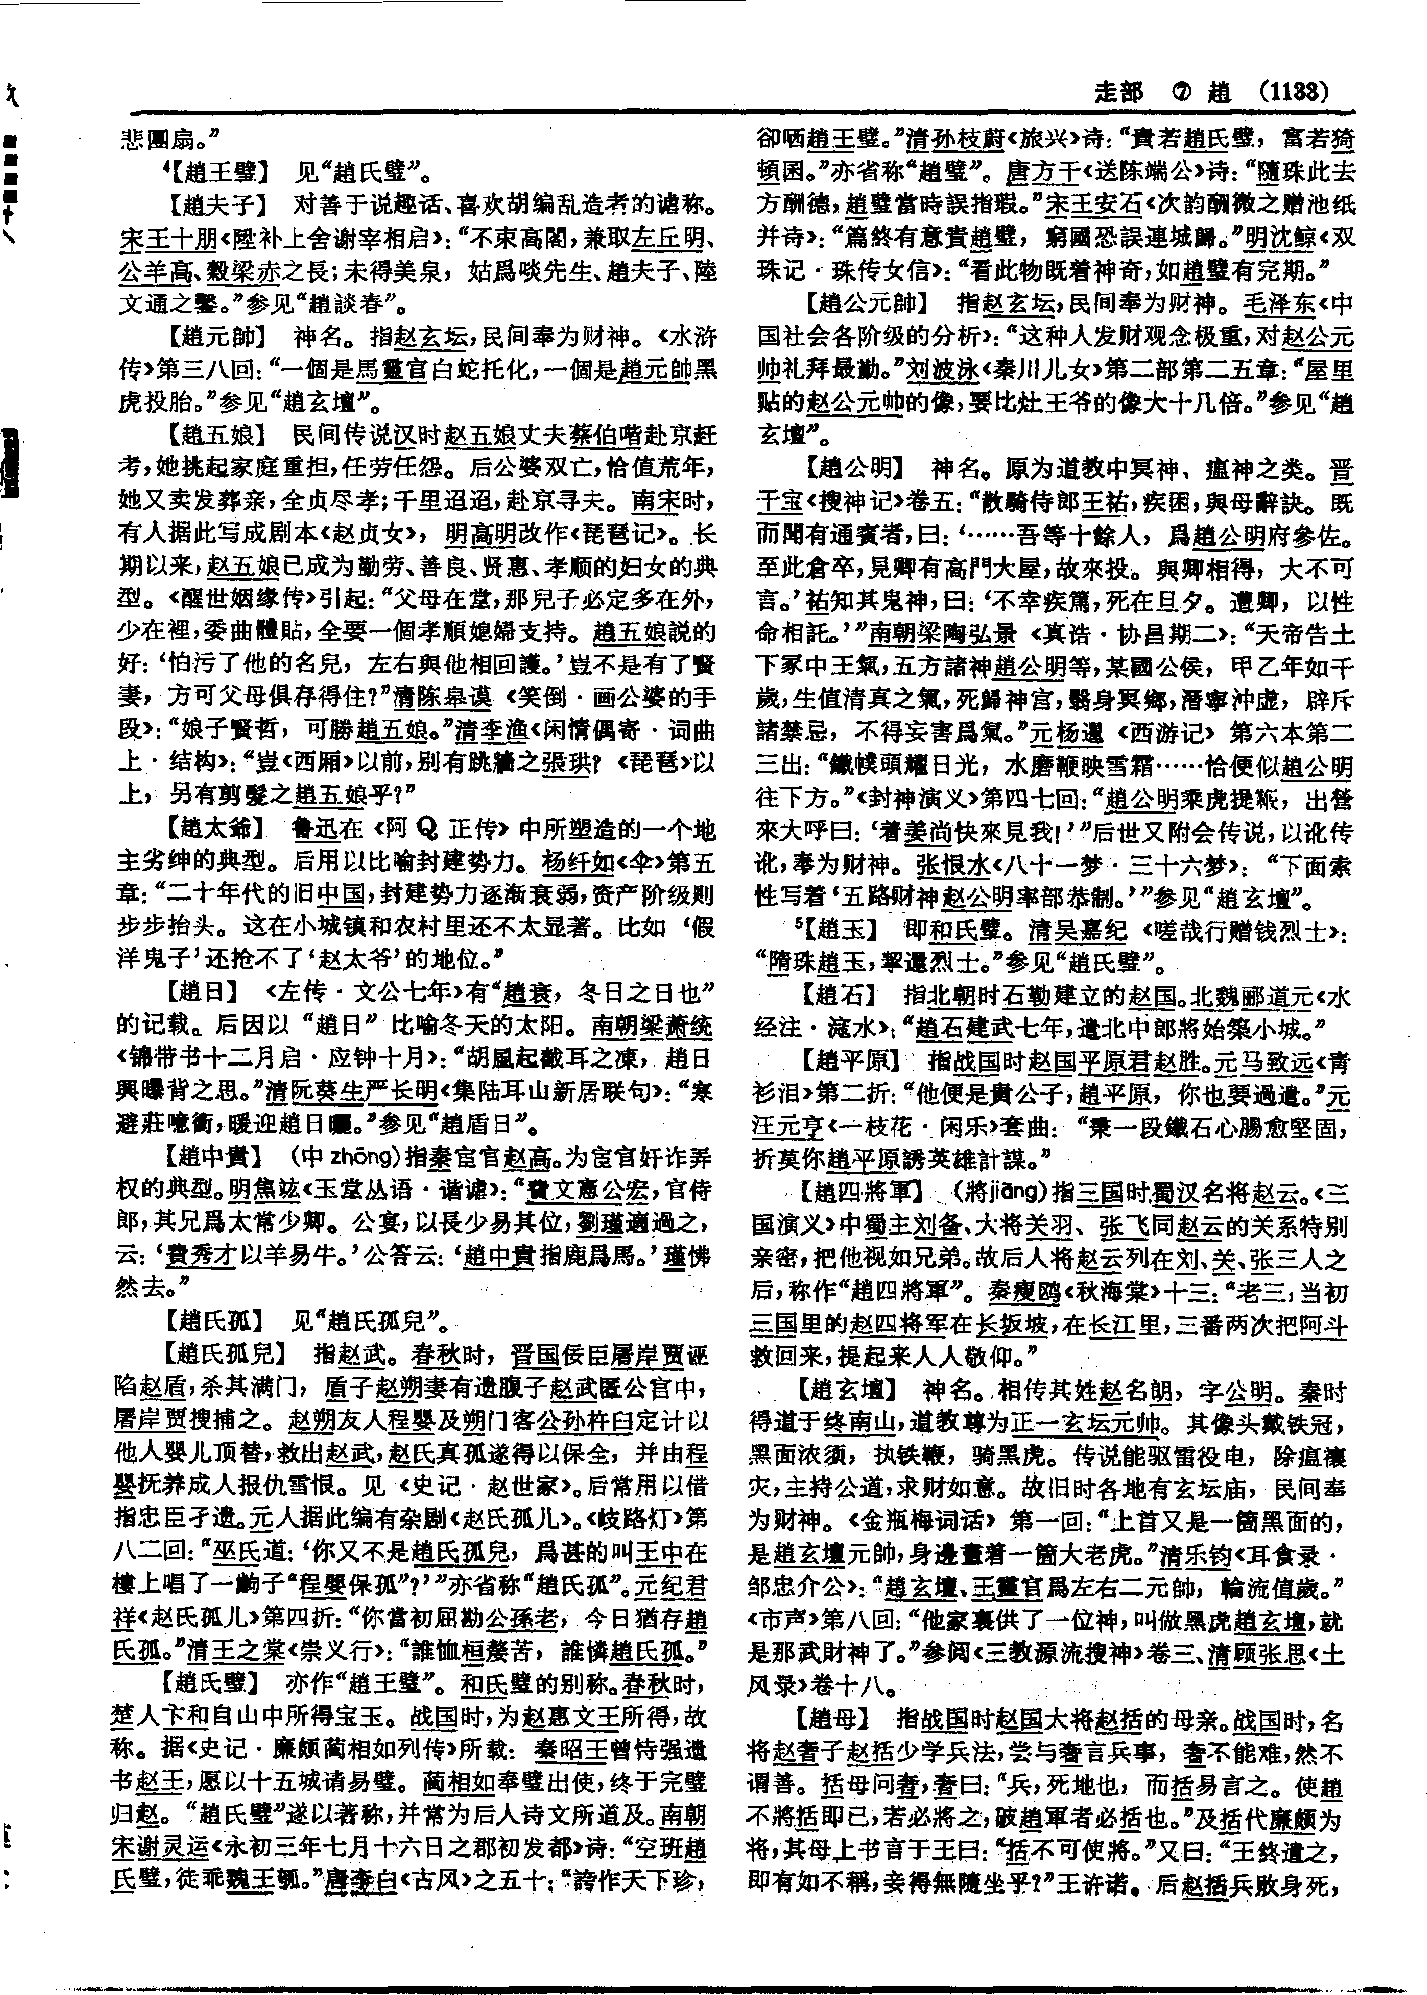 走部 ⑦ 趙 (1133)
悲團扇。”
⁴【趙王璧】 见“趙氏璧”。
【趙夫子】 对善于说趣话、喜欢胡编乱造者的谑称。
宋王十朋《陞补上舍谢宰相启》：“不束高閣，兼取左丘明、
公羊高、穀梁赤之長；未得美泉，姑爲啖先生、趙夫子、陸
文通之鑿。”参见“趙談春”。
【趙元帥】 神名。指赵玄坛，民间奉为财神。《水浒
传》第三八回：“一個是馬靈官白蛇托化，一個是趙元帥黑
虎投胎。”参见“趙玄壇”。
【趙五娘】 民间传说汉时赵五娘丈夫蔡伯喈赴京赶
考，她挑起家庭重担，任劳任怨。后公婆双亡，恰值荒年，
她又卖发葬亲，全贞尽孝；千里迢迢，赴京寻夫。南宋时，
有人据此写成剧本《赵贞女》，明高明改作《琵琶记》。长
期以来，赵五娘已成为勤劳、善良、贤惠、孝顺的妇女的典
型。《醒世姻缘传》引起：“父母在堂，那兒子必定多在外，
少在裡，委曲體貼，全要一個孝順媳婦支持。趙五娘説的
好：‘怕污了他的名兒，左右與他相回護。’豈不是有了賢
妻，方可父母俱存得住？”清陈皋谟《笑倒·画公婆的手
段》：“娘子賢哲，可勝趙五娘。”清李渔《闲情偶寄·词曲
上·结构》：“豈《西厢》以前，别有跳牆之張珙？《琵琶》以
上，另有剪髮之趙五娘乎？”
【趙太爺】 鲁迅在《阿Q正传》中所塑造的一个地
主劣绅的典型。后用以比喻封建势力。杨纤如《伞》第五
章：“二十年代的旧中国，封建势力逐渐衰弱，资产阶级则
步步抬头。这在小城镇和农村里还不太显著。比如‘假
洋鬼子’还抢不了‘赵太爷’的地位。”
【趙日】 《左传·文公七年》有“趙衰，冬日之日也”
的记载。后因以“趙日”比喻冬天的太阳。南朝梁萧统
《锦带书十二月启·应钟十月》：“胡風起截耳之凍，趙日
興曝背之思。”清阮葵生严长明《集陆耳山新居联句》：“寒
避莊噫衝，暖迎趙日曬。”参见“趙盾日”。
【趙中貴】 (中 zhōng)指秦宦官赵高。为宦官奸诈弄
权的典型。明焦竑《玉堂丛语·谐谑》：“費文憲公宏，官侍
郎，其兄爲太常少卿。公宴，以長少易其位，劉瑾適過之，
云：‘費秀才以羊易牛。’公答云：‘趙中貴指鹿爲馬。’瑾怫
然去。”
【趙氏孤】 见“趙氏孤兒”。
【趙氏孤兒】 指赵武。春秋时，晋国佞臣屠岸贾诬
陷赵盾，杀其满门，盾子赵朔妻有遗腹子赵武匿公宫中，
屠岸贾搜捕之。赵朔友人程婴及朔门客公孙杵臼定计以
他人婴儿顶替，救出赵武，赵氏真孤遂得以保全，并由程
婴抚养成人报仇雪恨。见《史记·赵世家》。后常用以借
指忠臣孑遗。元人据此编有杂剧《赵氏孤儿》。《歧路灯》第
八二回：“巫氏道：‘你又不是趙氏孤兒，爲甚的叫王中在
樓上唱了一齣子“程嬰保孤”？’”亦省称“趙氏孤”。元纪君
祥《赵氏孤儿》第四折：“你當初屈勘公孫老，今日猶存趙
氏孤。”清王之棠《崇义行》：“誰恤桓嫠苦，誰憐趙氏孤。”
【趙氏璧】 亦作“趙王璧”。和氏璧的别称。春秋时，
楚人卞和自山中所得宝玉。战国时，为赵惠文王所得，故
称。据《史记·廉颇蔺相如列传》所载：秦昭王曾恃强遗
书赵王，愿以十五城请易璧。蔺相如奉璧出使，终于完璧
归赵。“趙氏璧”遂以著称，并常为后人诗文所道及。南朝
宋谢灵运《永初三年七月十六日之郡初发都》诗：“空班趙
氏璧，徒乖魏王瓠。”唐李白《古风》之五十：“誇作天下珍，
卻哂趙王璧。”清孙枝蔚《旅兴》诗：“貴若趙氏璧，富若猗
頓囷。”亦省称“趙璧”。唐方干《送陈端公》诗：“隨珠此去
方酬德，趙璧當時誤指瑕。”宋王安石《次韵酬微之赠池纸
并诗》：“篇終有意貴趙璧，窮國恐誤連城歸。”明沈鲸《双
珠记·珠传女信》：“看此物既着神奇，如趙璧有完期。”
【趙公元帥】 指赵玄坛，民间奉为财神。毛泽东《中
国社会各阶级的分析》：“这种人发财观念极重，对赵公元
帅礼拜最勤。”刘波泳《秦川儿女》第二部第二五章：“屋里
贴的赵公元帅的像，要比灶王爷的像大十几倍。”参见“趙
玄壇”。
【趙公明】 神名。原为道教中冥神、瘟神之类。晋
干宝《搜神记》卷五：“散騎侍郎王祐，疾困，與母辭訣。既
而聞有通賓者，曰：‘……吾等十餘人，爲趙公明府參佐。
至此倉卒，見卿有高門大屋，故來投。與卿相得，大不可
言。’祐知其鬼神，曰：‘不幸疾篤，死在旦夕。遭卿，以性
命相託。’”南朝梁陶弘景《真诰·协昌期二》：“天帝告土
下冢中王氣，五方諸神趙公明等，某國公侯，甲乙年如干
歲，生值清真之氣，死歸神宫，翳身冥鄉，潛寧沖虚，辟斥
諸禁忌，不得妄害爲氣。”元杨暹《西游记》第六本第二
三出：“鐵幞頭耀日光，水磨鞭映雪霜……恰便似趙公明
往下方。”《封神演义》第四七回：“趙公明乘虎提鞭，出營
來大呼曰：‘着姜尚快來見我！’”后世又附会传说，以讹传
讹，奉为财神。张恨水《八十一梦·三十六梦》：“下面索
性写着‘五路财神赵公明率部恭制。’”参见“趙玄壇”。
⁵【趙玉】 即和氏璧。清吴嘉纪《嗟哉行赠钱烈士》：
“隋珠趙玉，挈還烈士。”参见“趙氏璧”。
【趙石】 指北朝时石勒建立的赵国。北魏郦道元《水
经注·滱水》：“趙石建武七年，遣北中郎將始築小城。”
【趙平原】 指战国时赵国平原君赵胜。元马致远《青
衫泪》第二折：“他便是貴公子，趙平原，你也要過遣。”元
汪元亨《一枝花·闲乐》套曲：“秉一段鐵石心腸愈堅固，
折莫你趙平原誘英雄計謀。”
【趙四將軍】 (將jiāng)指三国时蜀汉名将赵云。《三
国演义》中蜀主刘备、大将关羽、张飞同赵云的关系特别
亲密，把他视如兄弟。故后人将赵云列在刘、关、张三人之
后，称作“趙四將軍”。秦瘦鸥《秋海棠》十三：“老三，当初
三国里的赵四将军在长坂坡，在长江里，三番两次把阿斗
救回来，提起来人人敬仰。”
【趙玄壇】 神名。相传其姓赵名朗，字公明。秦时
得道于终南山，道教尊为正一玄坛元帅。其像头戴铁冠，
黑面浓须，执铁鞭，骑黑虎。传说能驱雷役电，除瘟禳
灾，主持公道，求财如意。故旧时各地有玄坛庙，民间奉
为财神。《金瓶梅词话》第一回：“上首又是一箇黑面的，
是趙玄壇元帥，身邊畫着一箇大老虎。”清乐钧《耳食录·
邹忠介公》：“趙玄壇、王靈官爲左右二元帥，輪流值歲。”
《市声》第八回：“他家裏供了一位神，叫做黑虎趙玄壇，就
是那武財神了。”参阅《三教源流搜神》卷三、清顾张思《土
风录》卷十八。
【趙母】 指战国时赵国大将赵括的母亲。战国时，名
将赵奢子赵括少学兵法，尝与奢言兵事，奢不能难，然不
谓善。括母问奢，奢曰：“兵，死地也，而括易言之。使趙
不將括即已，若必將之，破趙軍者必括也。”及括代廉颇为
将，其母上书言于王曰：“括不可使將。”又曰：“王終遣之，
即有如不稱，妾得無隨坐乎？”王许诺。后赵括兵败身死，